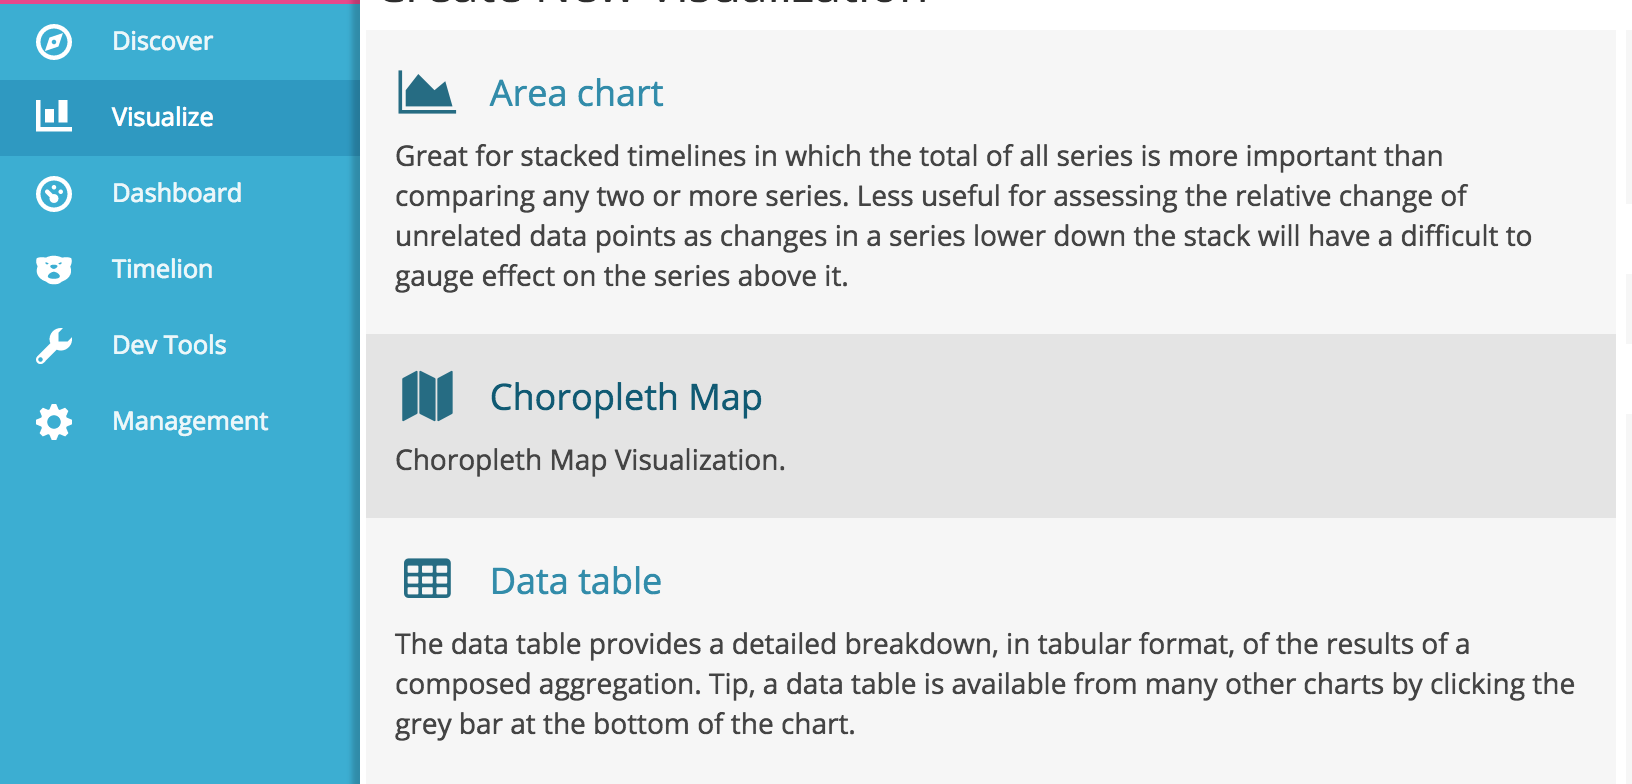 Create New Visualization
Discover
Visualize
Dashboard
Timelion
Dev Tools
Management
Area chart
Great for stacked timelines in which the total of all series is more important than
comparing any two or more series. Less useful for assessing the relative change of
unrelated data points as changes in a series lower down the stack will have a difficult to
gauge effect on the series above it.
Choropleth Map
Choropleth Map Visualization.
Data table
The data table provides a detailed breakdown, in tabular format, of the results of a
composed aggregation. Tip, a data table is available from many other charts by clicking the
grey bar at the bottom of the chart.